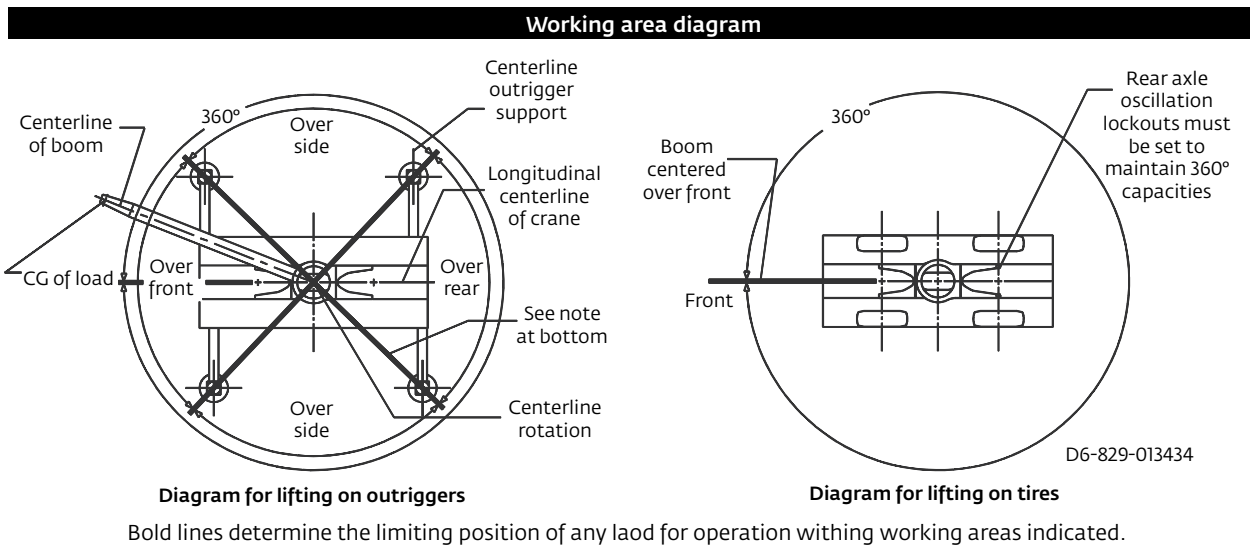 Working area diagram
Centerline
of boom
360°
Over
side
Centerline
outrigger
support
Longitudinal
centerline
of crane
CG of load
Over
front
Over
rear
See note
at bottom
Over
side
Centerline
rotation
Diagram for lifting on outriggers
360°
Boom
centered
over front
Rear axle
oscillation
lockouts must
be set to
maintain 360°
capacities
Front
D6-829-013434
Diagram for lifting on tires
Bold lines determine the limiting position of any laod for operation withing working areas indicated.